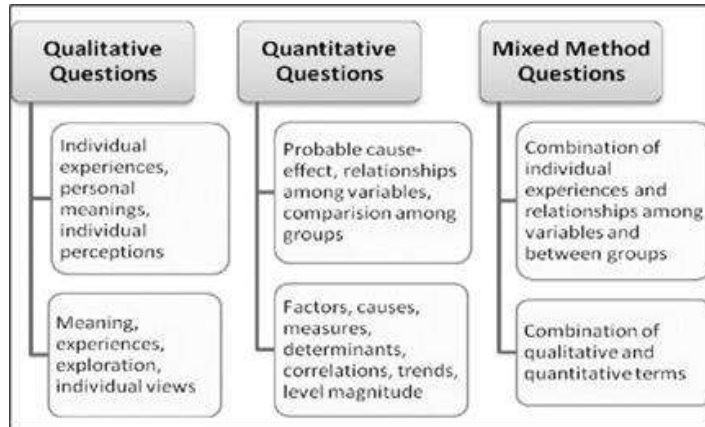 Qualitative
Questions
Individual
experiences,
personal
meanings,
individual
perceptions
Meaning,
experiences,
exploration,
individual views
Quantitative
Questions
Probable cause-
effect, relationships
among variables,
comparision among
groups
Factors, causes,
measures,
determinants,
correlations, trends,
level magnitude
Mixed Method
Questions
Combination of
individual
experiences and
relationships among
variables and
between groups
Combination of
qualitative and
quantitative terms